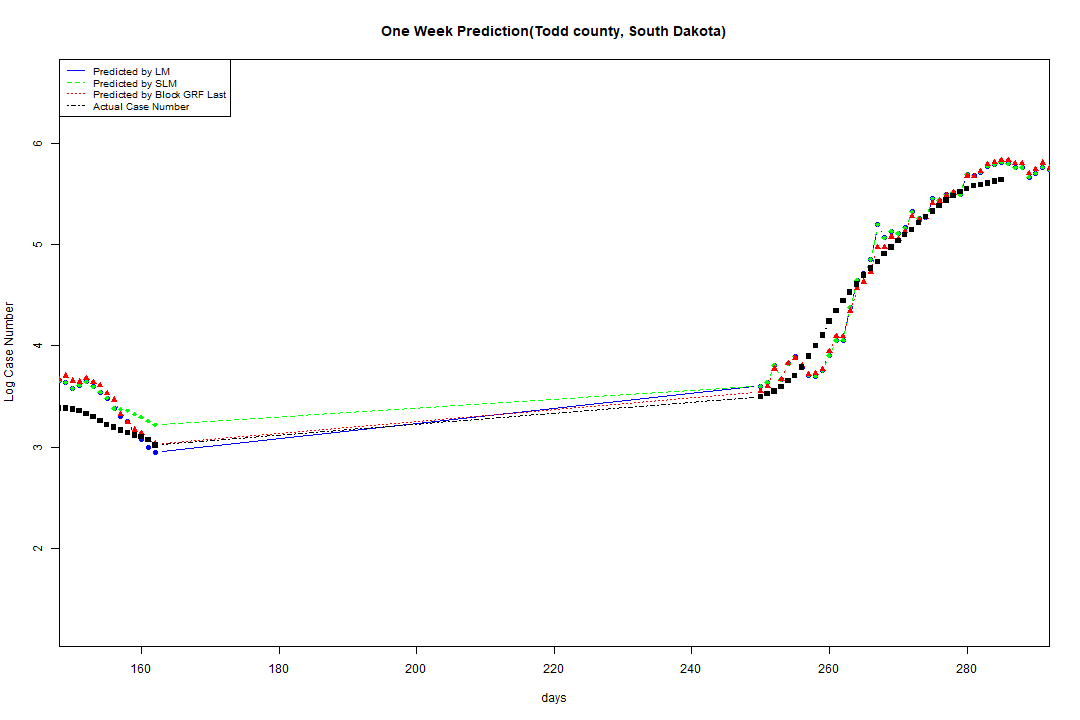 One Week Prediction(Todd county, South Dakota)
Predicted by LM
Predicted by SLM
Predicted by Block GRF Last
Actual Case Number
6
5
4
3
2
Log Case Number
160 180 200 220 240 260 280
days